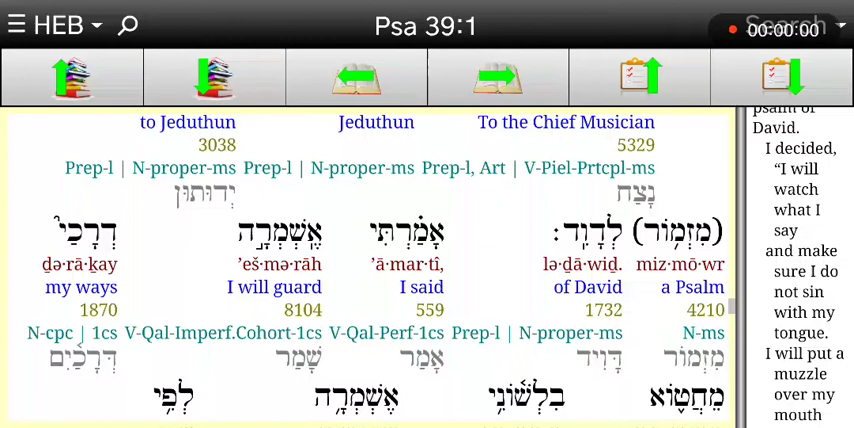 ☰ HEB Psa 39:1 Search 00:00:00
To the Chief Musician Jeduthun to Jeduthun
5329 3038
Prep-l, Art | V-Piel-Prtcpl-ms Prep-l | N-proper-ms Prep-l | N-proper-ms
נָצַח יְדוּתוּן
(מִזְמ֥וֹר) לְדָוִֽד׃ אָמַ֗רְתִּי אֶֽשְׁמְרָ֣ה דְרָכַי֮
miz·mō·wr lə·ḏā·wiḏ. ’ā·mar·tî, ’eš·mə·rāh ḏə·rā·ḵay
a Psalm of David I said I will guard my ways
4210 1732 559 8104 1870
N-ms Prep-l | N-proper-ms V-Qal-Perf-1cs V-Qal-Imperf.Cohort-1cs N-cpc | 1cs
מִזְמוֹר דָּוִיד אָמַר שָׁמַר דְּרָכַ֫יִם
מֵחֲט֪וֹא בִלְשׁ֫וֹנִ֥י אֶשְׁמְרָ֥ה לְפִ֥י
psalm of
David.
I decided,
“I will
watch
what I
say
and make
sure I do
not sin
with my
tongue.
I will put a
muzzle
over my
mouth